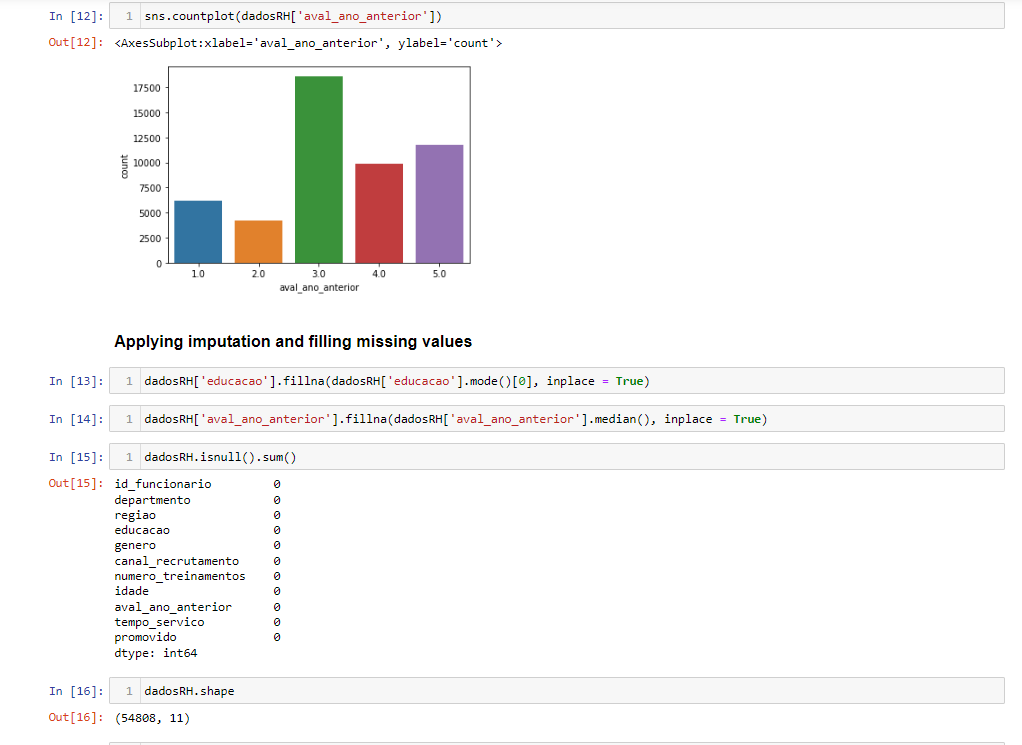 In [12]: 1 sns.countplot(dadosRH['aval_ano_anterior'])
Out[12]: <AxesSubplot:xlabel='aval_ano_anterior', ylabel='count'>
17500
15000
12500
10000
7500
5000
2500
0
count
1.0 2.0 3.0 4.0 5.0
aval_ano_anterior
Applying imputation and filling missing values
In [13]: 1 dadosRH['educacao'].fillna(dadosRH['educacao'].mode()[0], inplace = True)
In [14]: 1 dadosRH['aval_ano_anterior'].fillna(dadosRH['aval_ano_anterior'].median(), inplace = True)
In [15]: 1 dadosRH.isnull().sum()
Out[15]: id_funcionario 0
departmento 0
regiao 0
educacao 0
genero 0
canal_recrutamento 0
numero_treinamentos 0
idade 0
aval_ano_anterior 0
tempo_servico 0
promovido 0
dtype: int64
In [16]: 1 dadosRH.shape
Out[16]: (54808, 11)